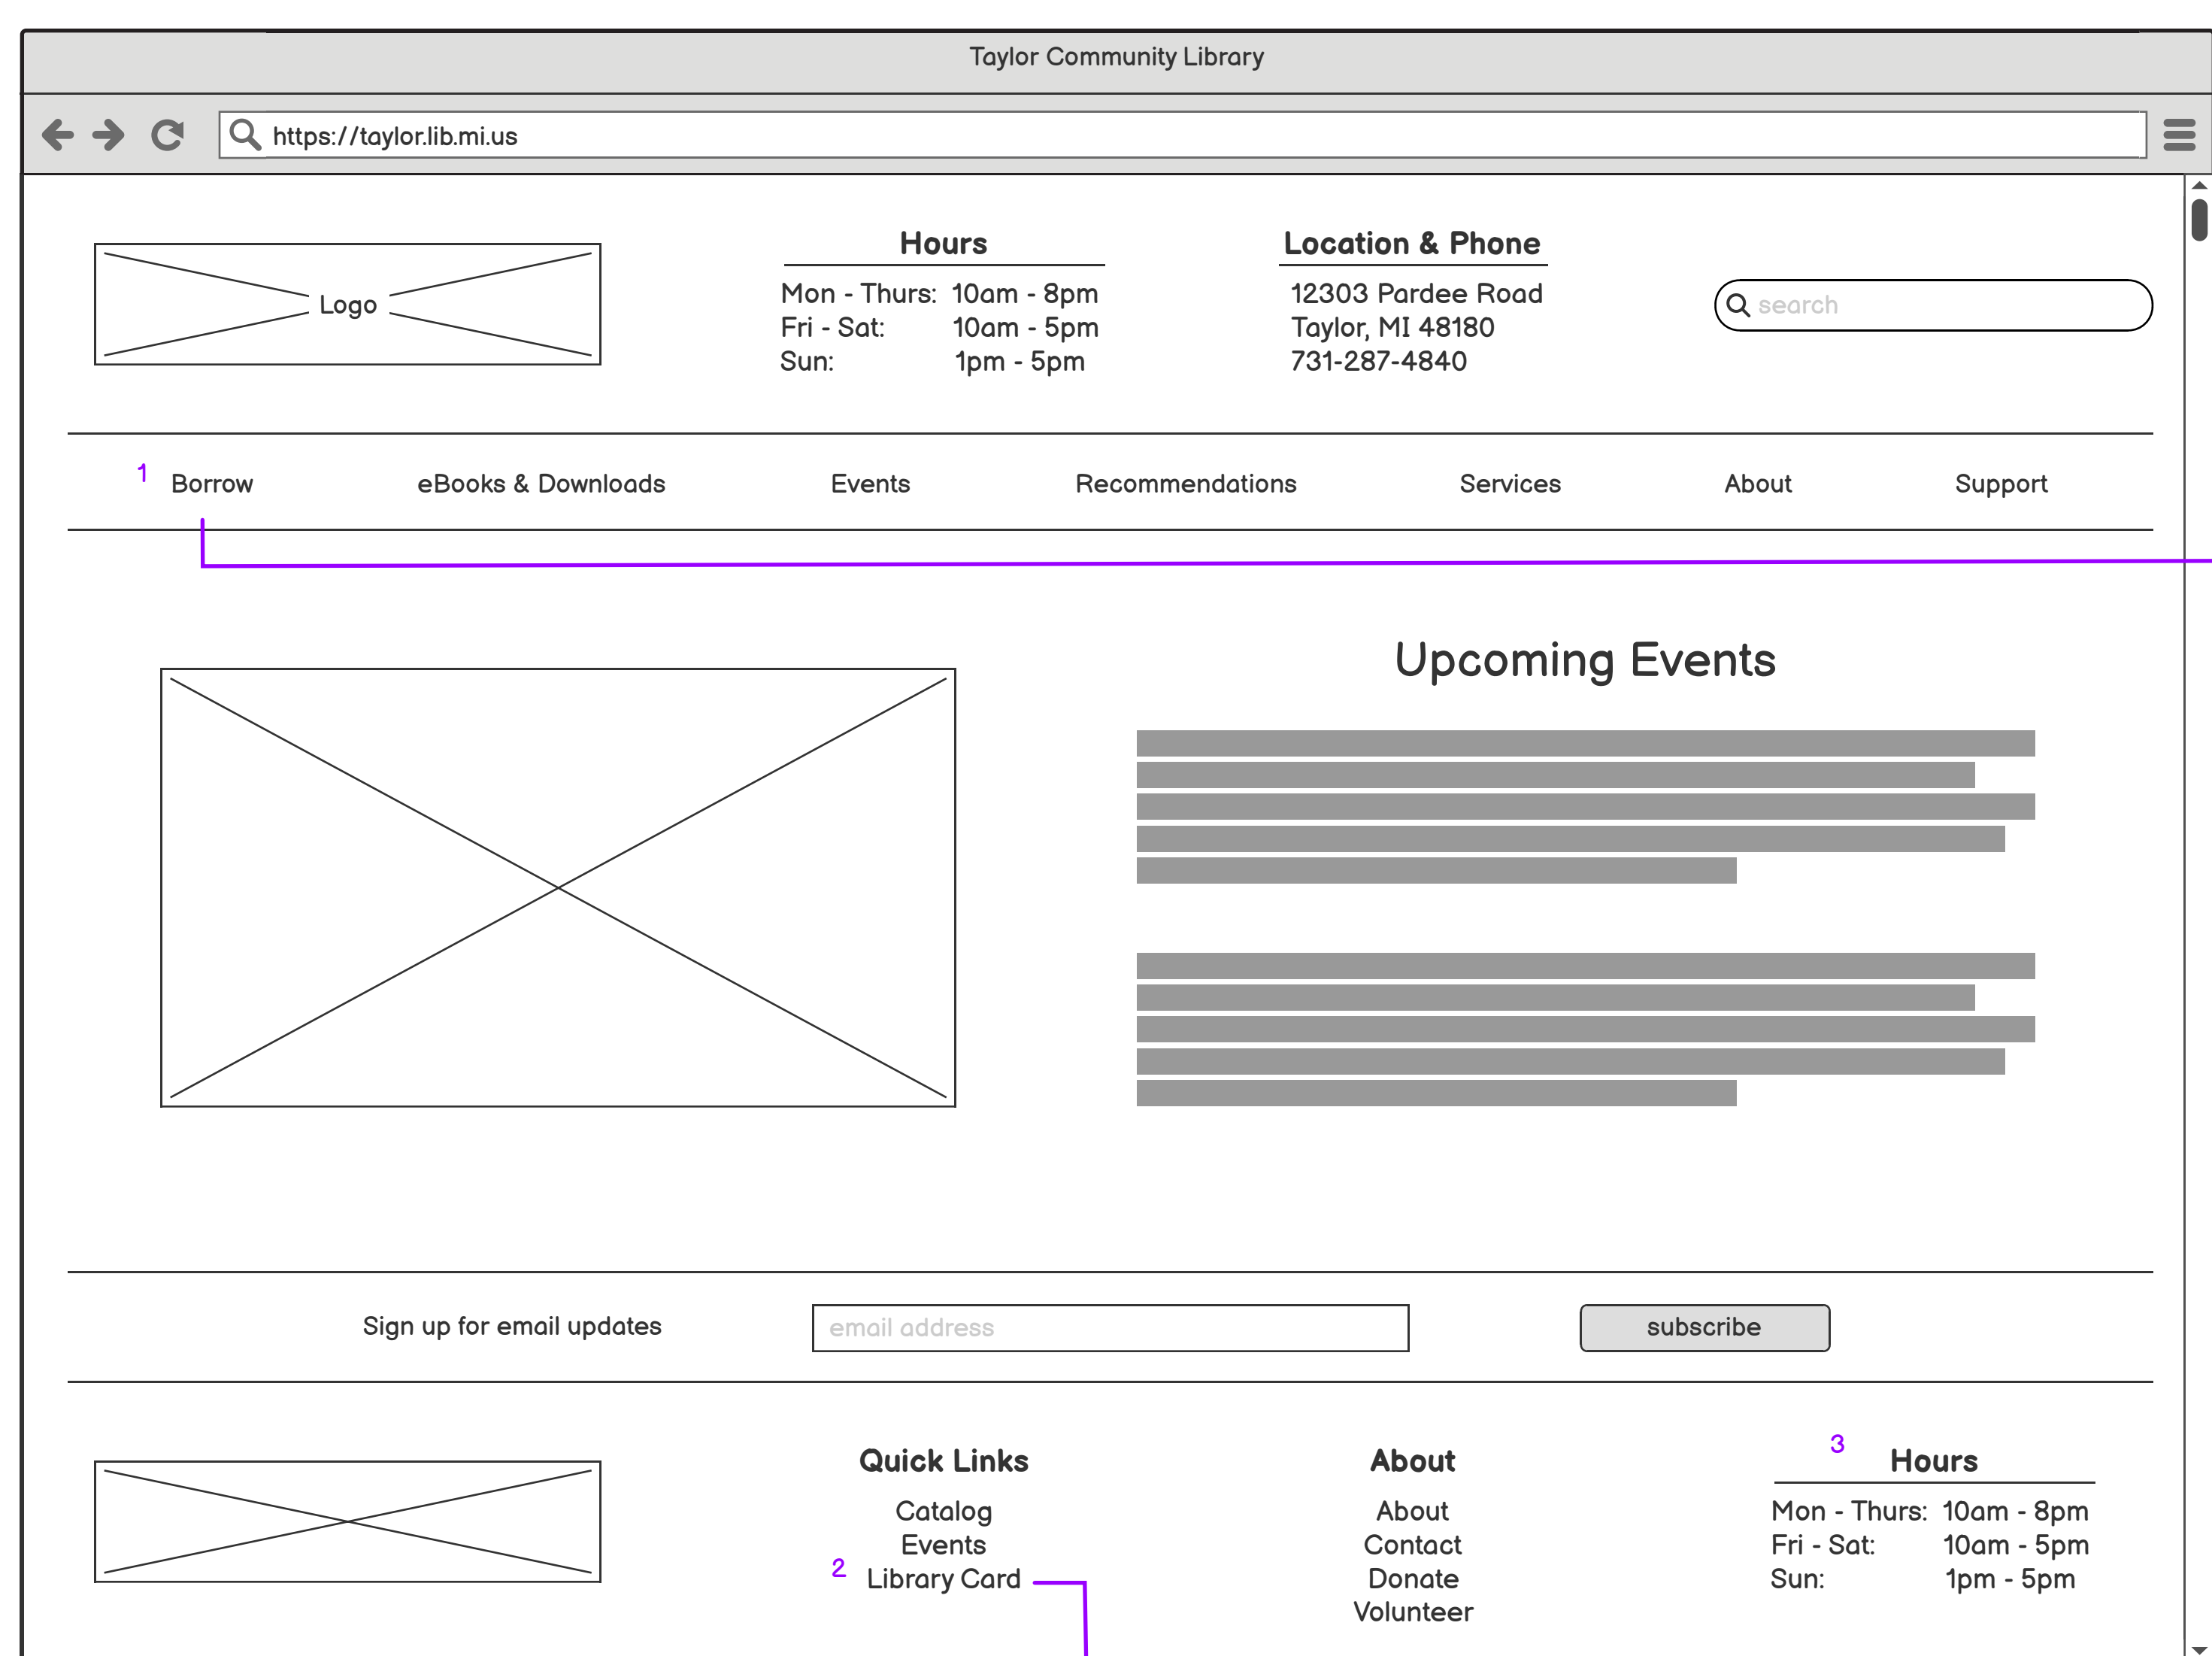 Taylor Community Library
https://taylor.lib.mi.us
Logo
Hours
Mon - Thurs: 10am - 8pm
Fri - Sat: 10am - 5pm
Sun: 1pm - 5pm
Location & Phone
12303 Pardee Road
Taylor, MI 48180
731-287-4840
search
1
Borrow
eBooks & Downloads
Events
Recommendations
Services
About
Support
Upcoming Events
Sign up for email updates
email address
subscribe
Quick Links
Catalog
Events
2 Library Card
About
About
Contact
Donate
Volunteer
3
Hours
Mon - Thurs: 10am - 8pm
Fri - Sat: 10am - 5pm
Sun: 1pm - 5pm